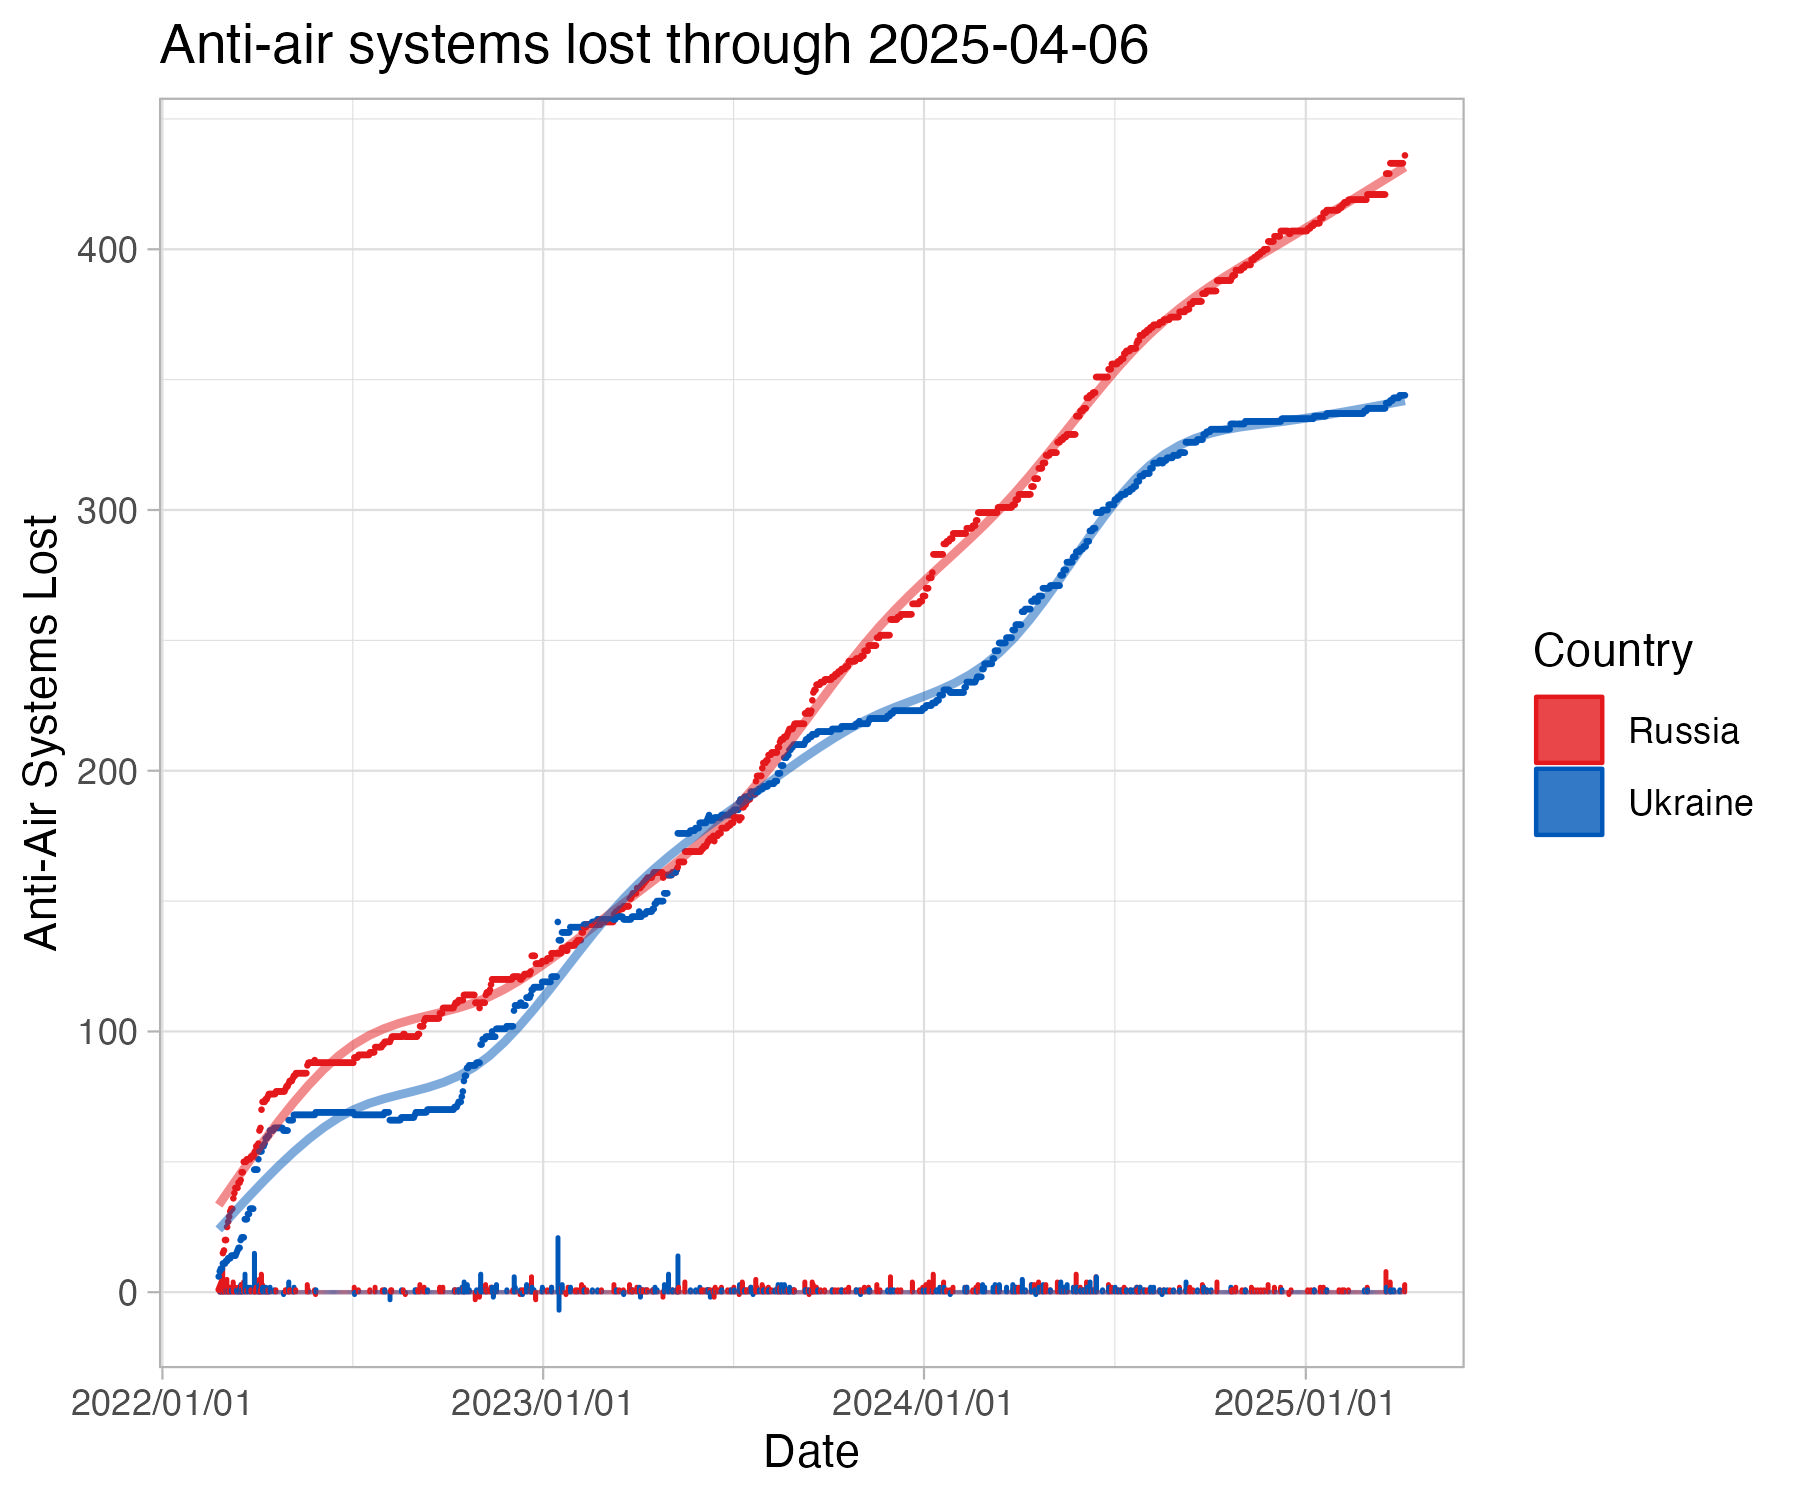 Anti-air systems lost through 2025-04-06
Anti-Air Systems Lost
400
300
200
100
0
2022/01/01
2023/01/01
2024/01/01
2025/01/01
Date
Country
Russia
Ukraine